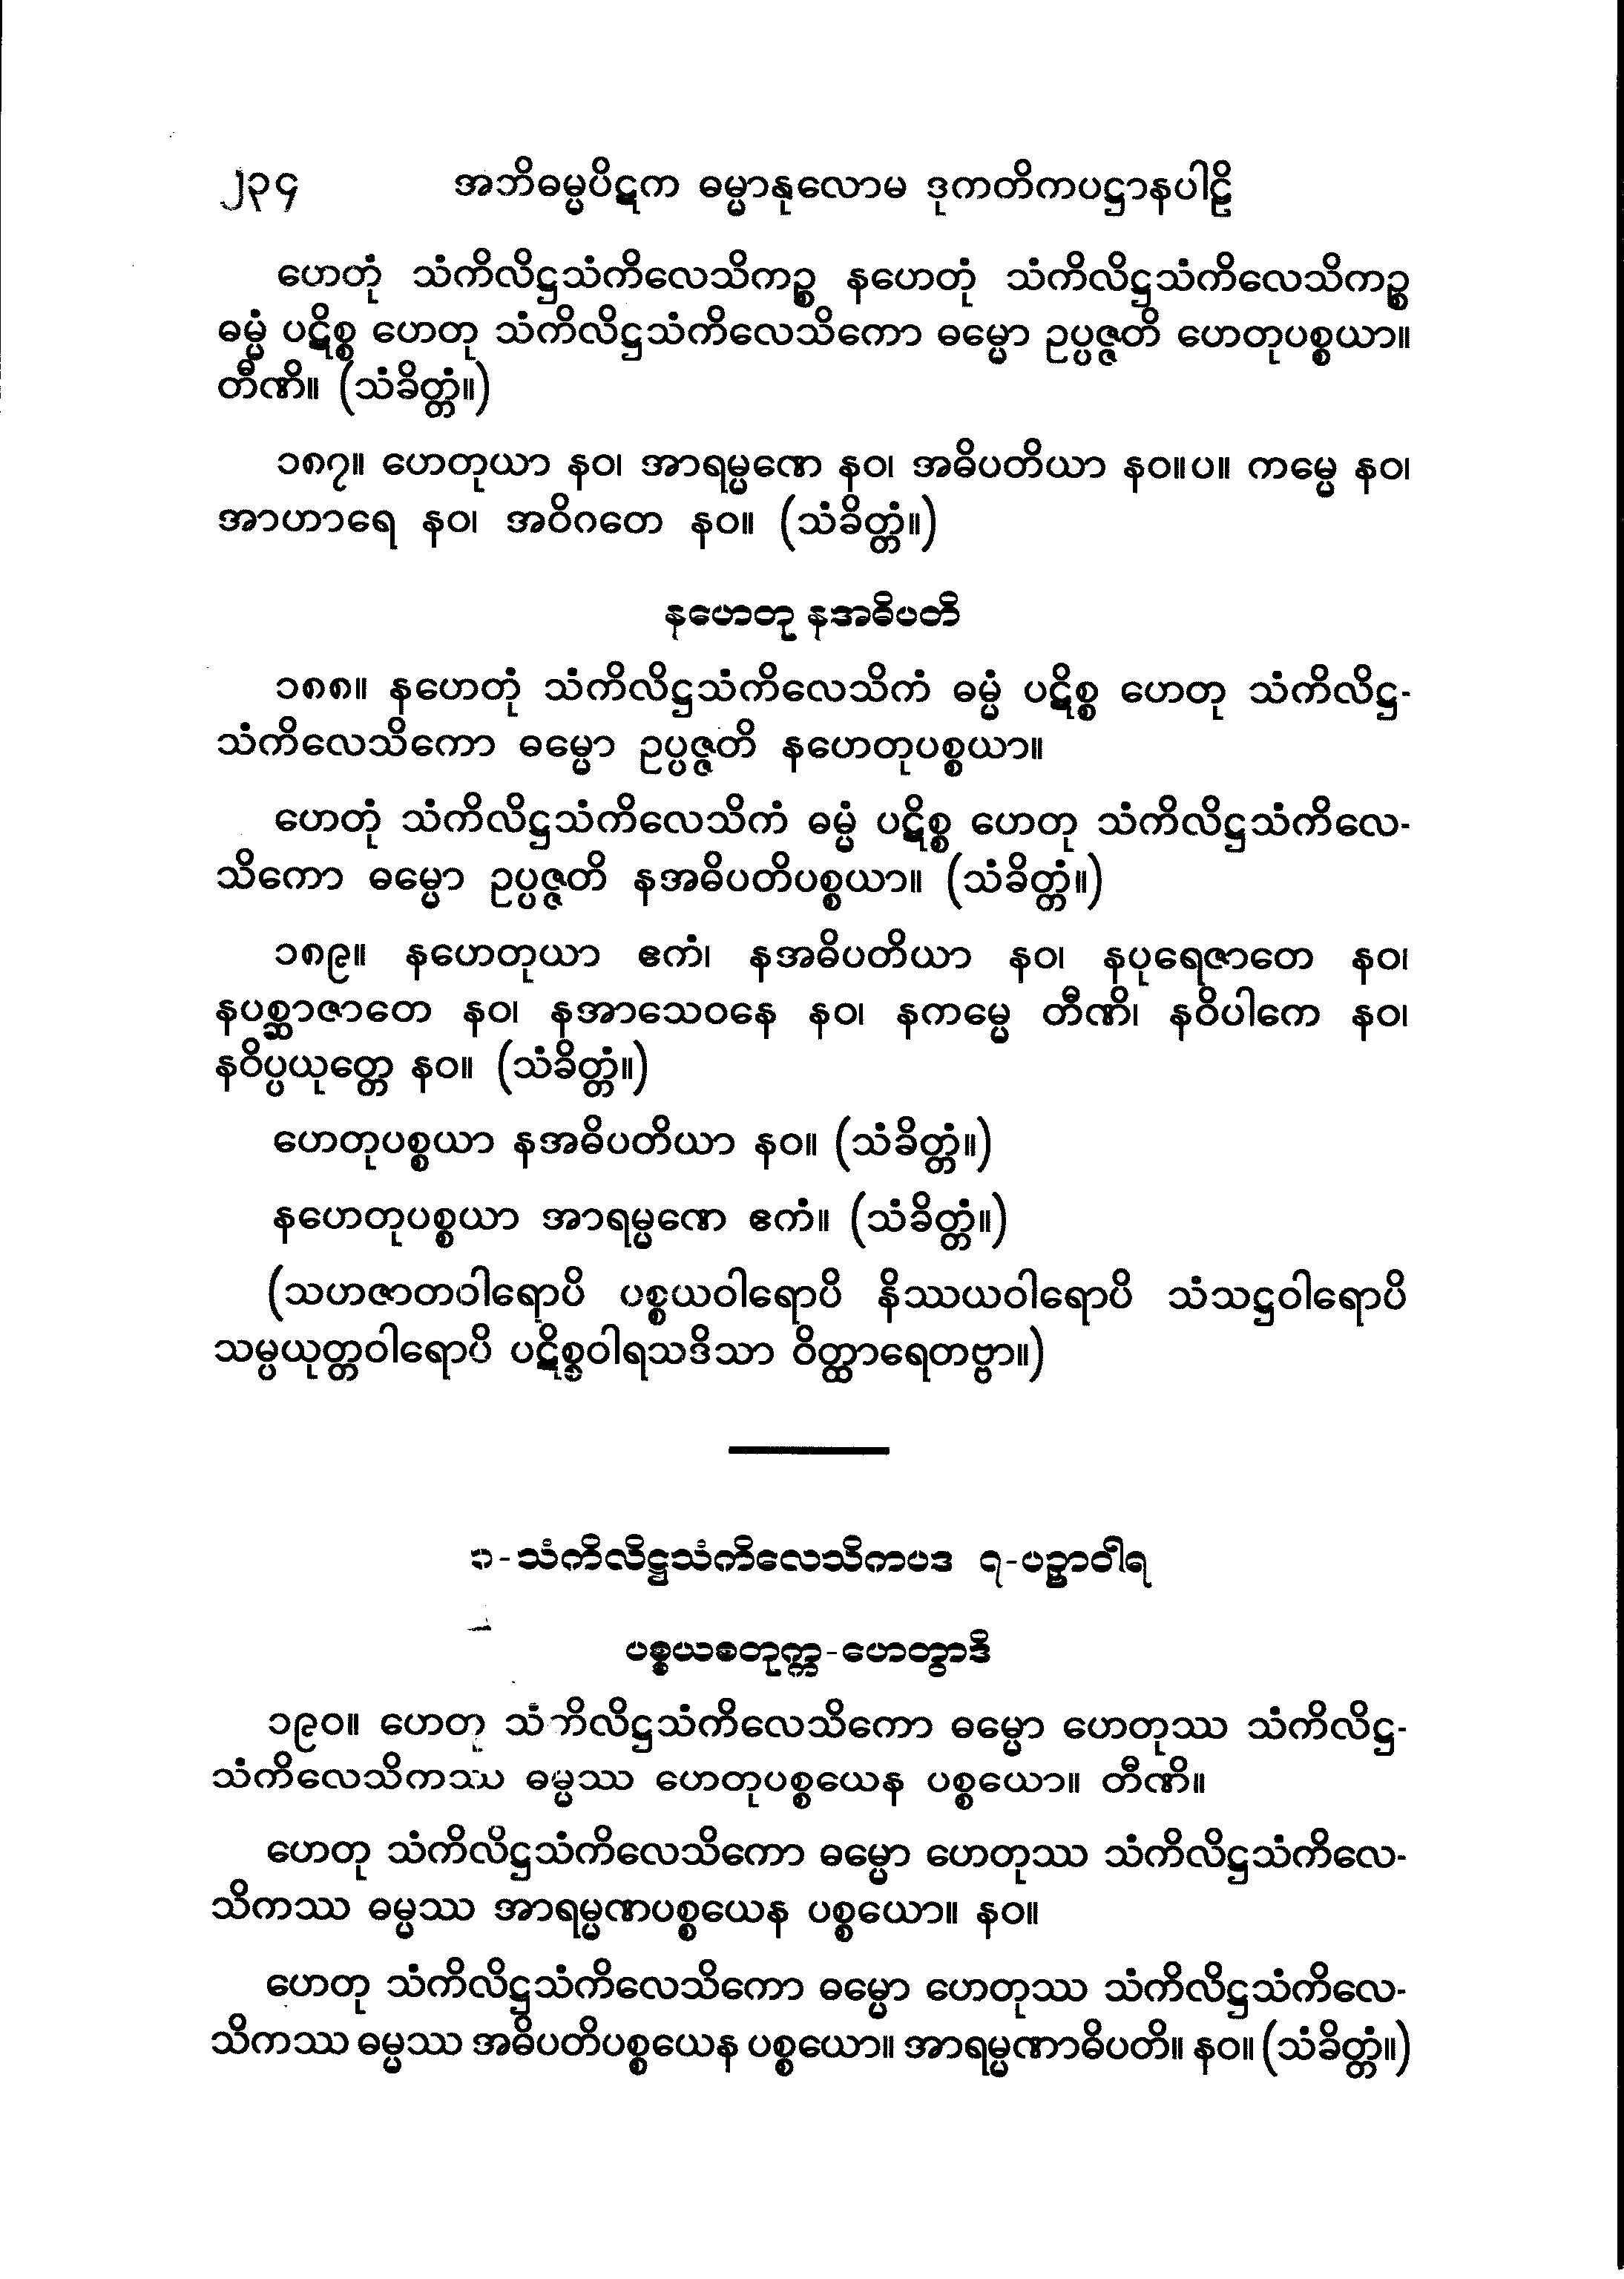 ၂၃၄ အဘိဓမ္မပိဋက ဓမ္မာနုလောမ ဒုကတိကပဋ္ဌာနပါဠိ
ဟေတုံ သံကိလိဋ္ဌသံကိလေသိကဉ္စ နဟေတုံ သံကိလိဋ္ဌသံကိလေသိကဉ္စ
ဓမ္မံ ပဋိစ္စ ဟေတု သံကိလိဋ္ဌသံကိလေသိကော ဓမ္မော ဥပ္ပဇ္ဇတိ ဟေတုပစ္စယာ။
တီဏိ။ (သံခိတ္တံ။)
၁၈၇။ ဟေတုယာ နဝ၊ အာရမ္မဏေ နဝ၊ အဓိပတိယာ နဝ။ပ။ ကမ္မေ နဝ၊
အာဟာရေ နဝ၊ အဝိဂတေ နဝ။ (သံခိတ္တံ။)
နဟေတု နအဓိပတိ
၁၈၈။ နဟေတုံ သံကိလိဋ္ဌသံကိလေသိကံ ဓမ္မံ ပဋိစ္စ ဟေတု သံကိလိဋ္ဌ-
သံကိလေသိကော ဓမ္မော ဥပ္ပဇ္ဇတိ နဟေတုပစ္စယာ။
ဟေတုံ သံကိလိဋ္ဌသံကိလေသိကံ ဓမ္မံ ပဋိစ္စ ဟေတု သံကိလိဋ္ဌသံကိလေ-
သိကော ဓမ္မော ဥပ္ပဇ္ဇတိ နအဓိပတိပစ္စယာ။ (သံခိတ္တံ။)
၁၈၉။ နဟေတုယာ ဧကံ၊ နအဓိပတိယာ နဝ၊ နပုရေဇာတေ နဝ၊
နပစ္ဆာဇာတေ နဝ၊ နအာသေဝနေ နဝ၊ နကမ္မေ တီဏိ၊ နဝိပါကေ နဝ၊
နဝိပ္ပယုတ္တေ နဝ။ (သံခိတ္တံ။)
ဟေတုပစ္စယာ နအဓိပတိယာ နဝ။ (သံခိတ္တံ။)
နဟေတုပစ္စယာ အာရမ္မဏေ ဧကံ။ (သံခိတ္တံ။)
(သဟဇာတဝါရောပိ ပစ္စယဝါရောပိ နိဿယဝါရောပိ သံသဋ္ဌဝါရောပိ
သမ္ပယုတ္တဝါရောပိ ပဋိစ္စဝါရသဒိသာ ဝိတ္ထာရေတဗ္ဗာ။)
၁-သံကိလိဋ္ဌသံကိလေသိကပဒ ၇-ပဉှာဝါရ
ပစ္စယစတုက္က-ဟေတွာဒိ
၁၉၀။ ဟေတု သံကိလိဋ္ဌသံကိလေသိကော ဓမ္မော ဟေတုဿ သံကိလိဋ္ဌ-
သံကိလေသိကဿ ဓမ္မဿ ဟေတုပစ္စယေန ပစ္စယော။ တီဏိ။
ဟေတု သံကိလိဋ္ဌသံကိလေသိကော ဓမ္မော ဟေတုဿ သံကိလိဋ္ဌသံကိလေ-
သိကဿ ဓမ္မဿ အာရမ္မဏပစ္စယေန ပစ္စယော။ နဝ။
ဟေတု သံကိလိဋ္ဌသံကိလေသိကော ဓမ္မော ဟေတုဿ သံကိလိဋ္ဌသံကိလေ-
သိကဿ ဓမ္မဿ အဓိပတိပစ္စယေန ပစ္စယော။ အာရမ္မဏာဓိပတိ။ နဝ။ (သံခိတ္တံ။)